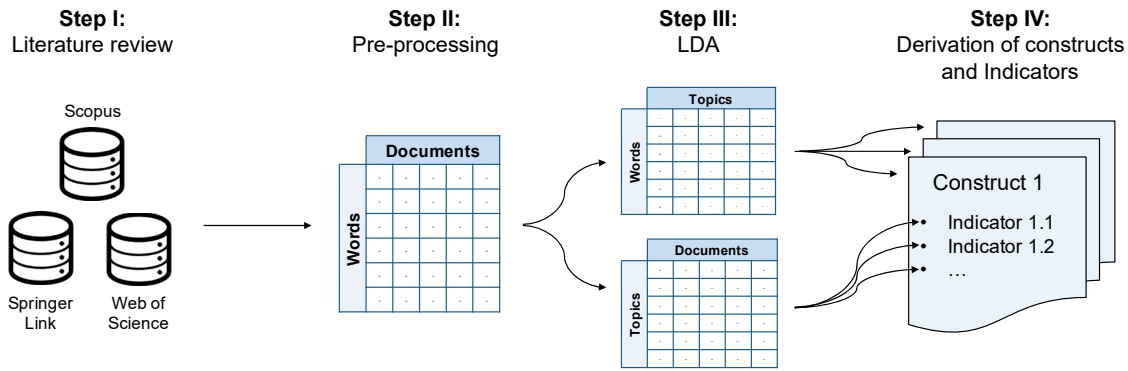 Step I:
Literature review
Step II:
Pre-processing
Step III:
LDA
Step IV:
Derivation of constructs
and Indicators
Scopus
Springer
Link
Web of
Science
Documents
Words
- - - - -
- - - - -
- - - - -
- - - - -
- - - - -
- - - - -
Topics
Words
- - - - -
- - - - -
- - - - -
- - - - -
- - - - -
- - - - -
Documents
Topics
- - - - -
- - - - -
- - - - -
- - - - -
- - - - -
- - - - -
Construct 1
• Indicator 1.1
• Indicator 1.2
• …